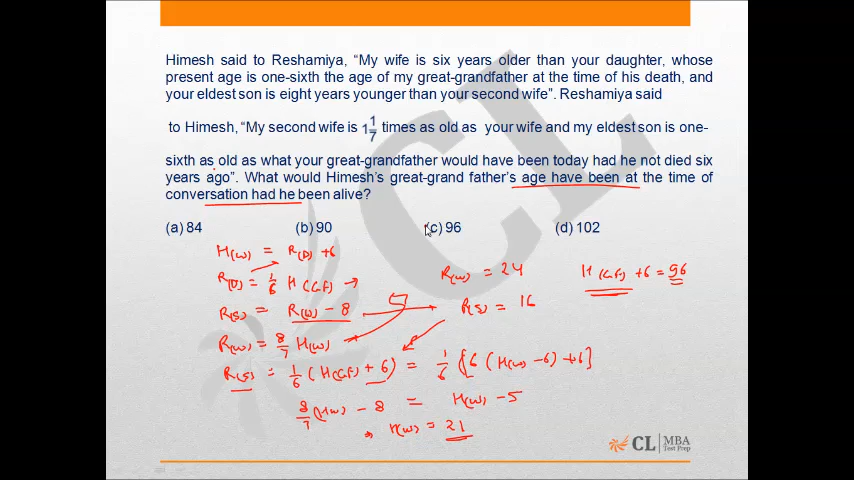 Himesh said to Reshamiya, “My wife is six years older than your daughter, whose
present age is one-sixth the age of my great-grandfather at the time of his death, and
your eldest son is eight years younger than your second wife”. Reshamiya said
to Himesh, “My second wife is 1 1/7 times as old as your wife and my eldest son is one-
sixth as old as what your great-grandfather would have been today had he not died six
years ago”. What would Himesh’s great-grand father’s age have been at the time of
conversation had he been alive?
(a) 84 (b) 90 (c) 96 (d) 102
H(w) = R(D) + 6
R(D) = 1/6 H(GF) →
R(S) = R(w) - 8
R(w) = 8/7 H(w)
R(S) = 1/6 (H(GF) + 6) = 1/6 [6 (H(w) - 6) + 6]
8/7 H(w) - 8 = H(w) - 5
H(w) = 21
R(w) = 24
R(S) = 16
H(GF) + 6 = 96
CL
CL MBA
Test Prep